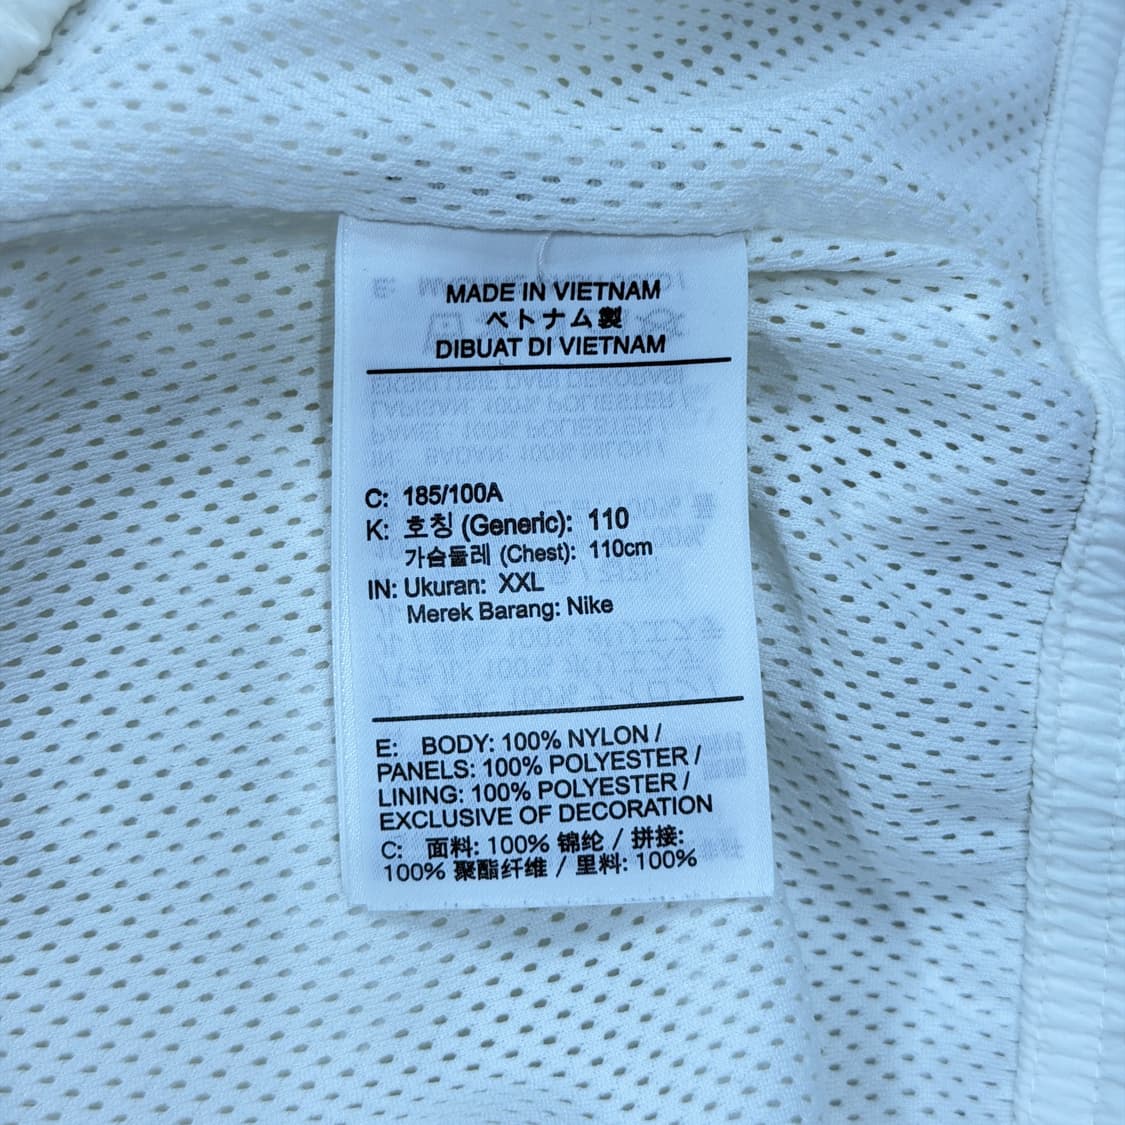 MADE IN VIETNAM
ベトナム製
DIBUAT DI VIETNAM
C: 185/100A
K: 호칭 (Generic): 110
가슴둘레 (Chest): 110cm
IN: Ukuran: XXL
Merek Barang: Nike
E: BODY: 100% NYLON /
PANELS: 100% POLYESTER /
LINING: 100% POLYESTER /
EXCLUSIVE OF DECORATION
C: 面料: 100% 锦纶 / 拼接:
100% 聚酯纤维 / 里料: 100%